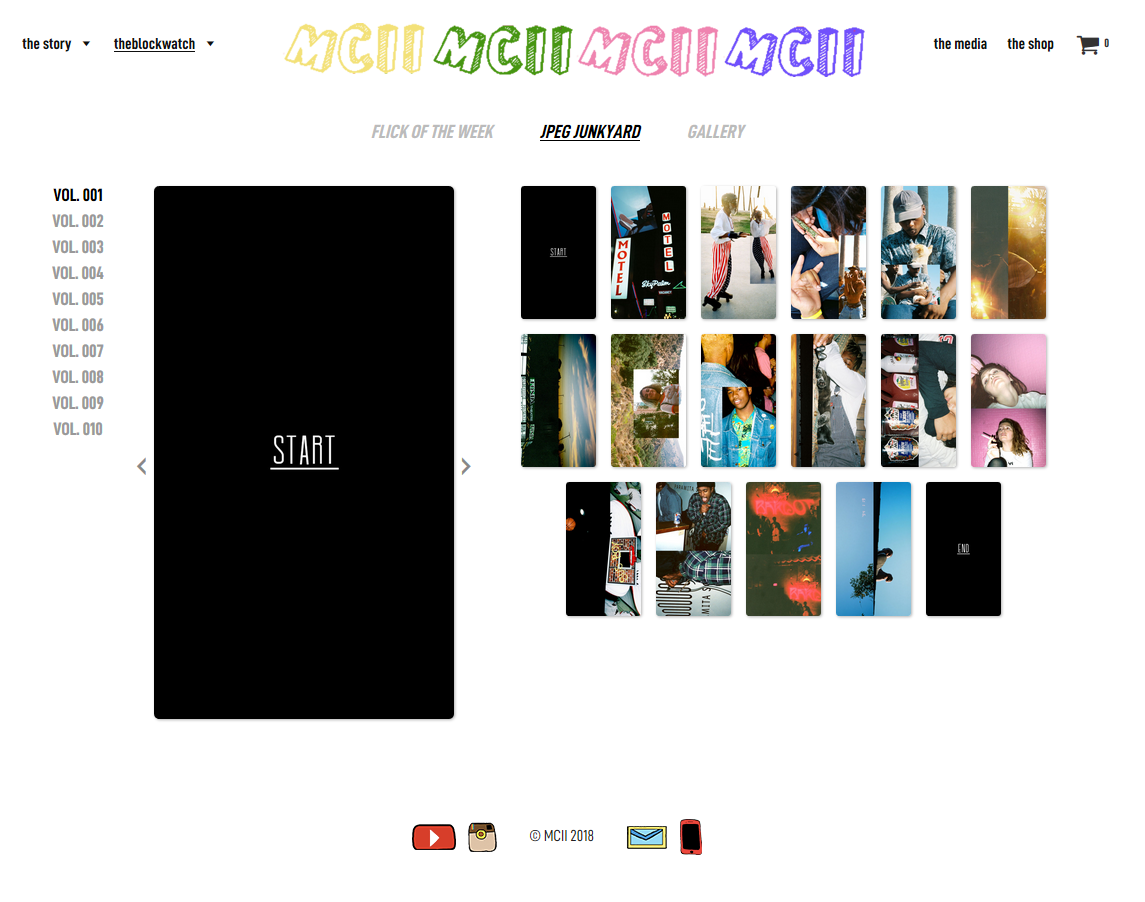 the story
theblockwatch
MCII MCII MCII MCII
the media
the shop
0
FLICK OF THE WEEK
JPEG JUNKYARD
GALLERY
VOL. 001
VOL. 002
VOL. 003
VOL. 004
VOL. 005
VOL. 006
VOL. 007
VOL. 008
VOL. 009
VOL. 010
START
START
MOTEL
MOTEL
END
© MCII 2018